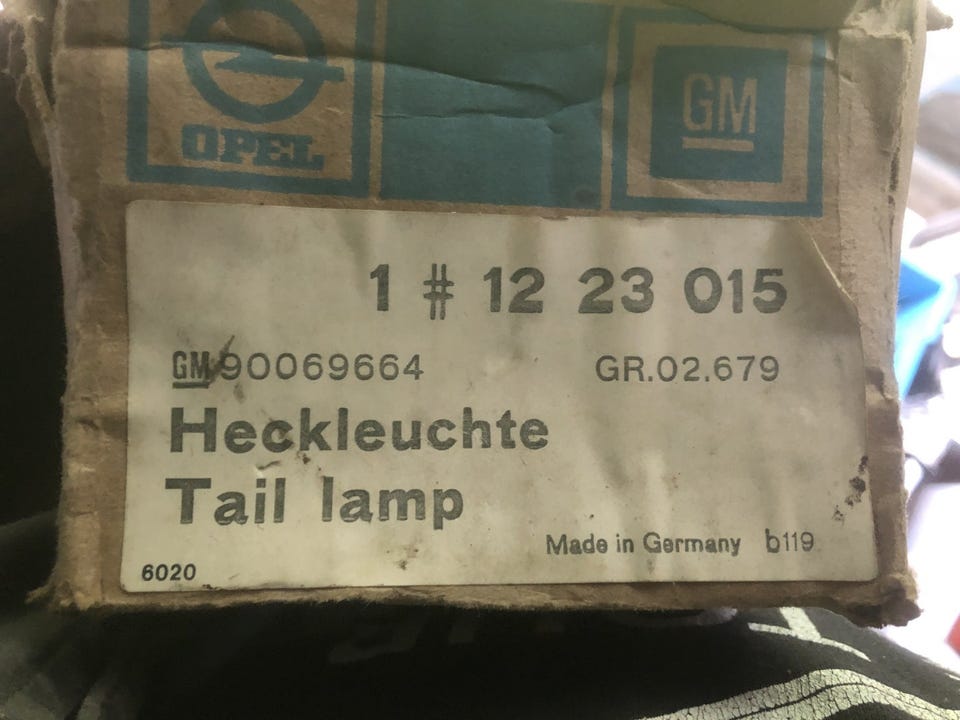 OPEL
GM
1 # 12 23 015
GM 90069664 GR.02.679
Heckleuchte
Tail lamp
Made in Germany b119
6020